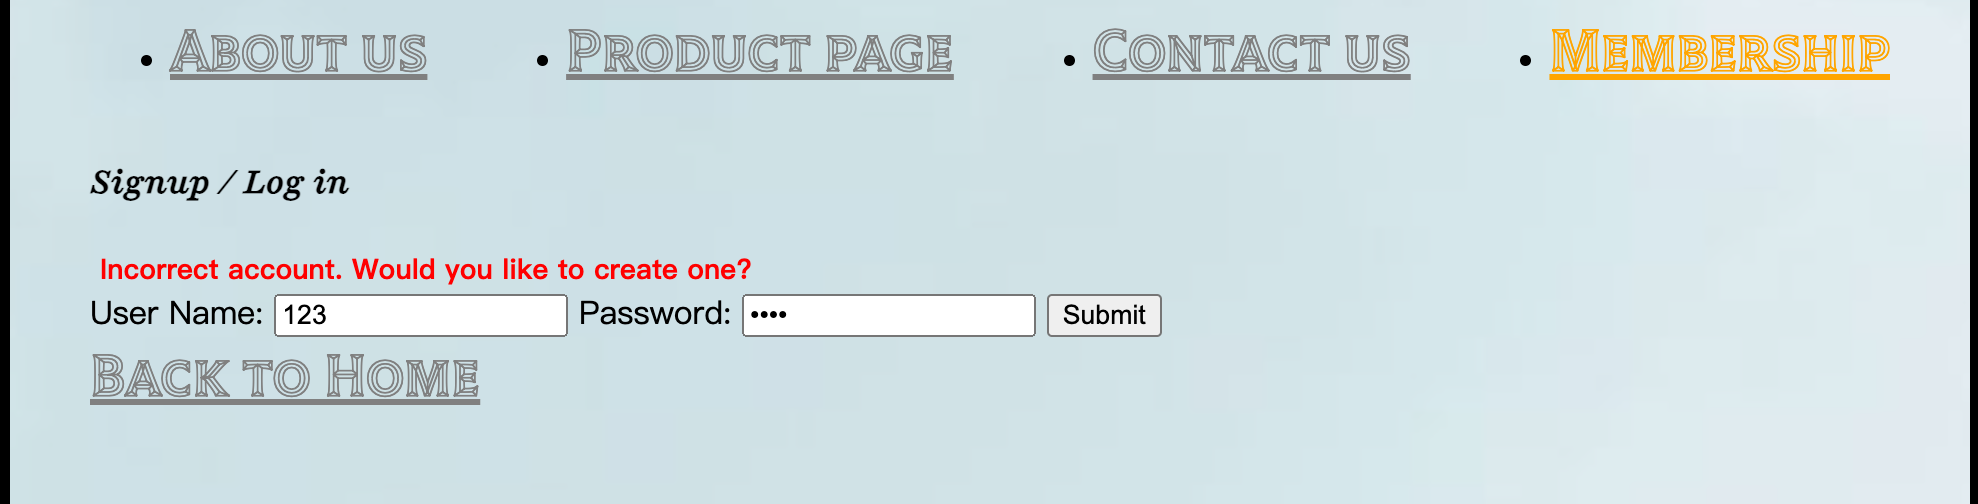 About us Product page Contact us Membership
Signup / Log in
Incorrect account. Would you like to create one?
User Name: 123 Password: •••• Submit
Back to Home